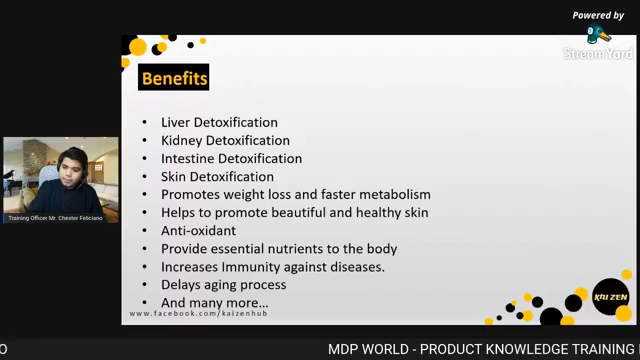 Powered by
StreamYard
Benefits
• Liver Detoxification
• Kidney Detoxification
• Intestine Detoxification
• Skin Detoxification
• Promotes weight loss and faster metabolism
• Helps to promote beautiful and healthy skin
• Anti-oxidant
• Provide essential nutrients to the body
• Increases Immunity against diseases.
• Delays aging process
• And many more…
www.facebook.com/kaizenhub
KAIZEN
Training Officer Mr. Chester Feliciano
O MDP WORLD - PRODUCT KNOWLEDGE TRAINING